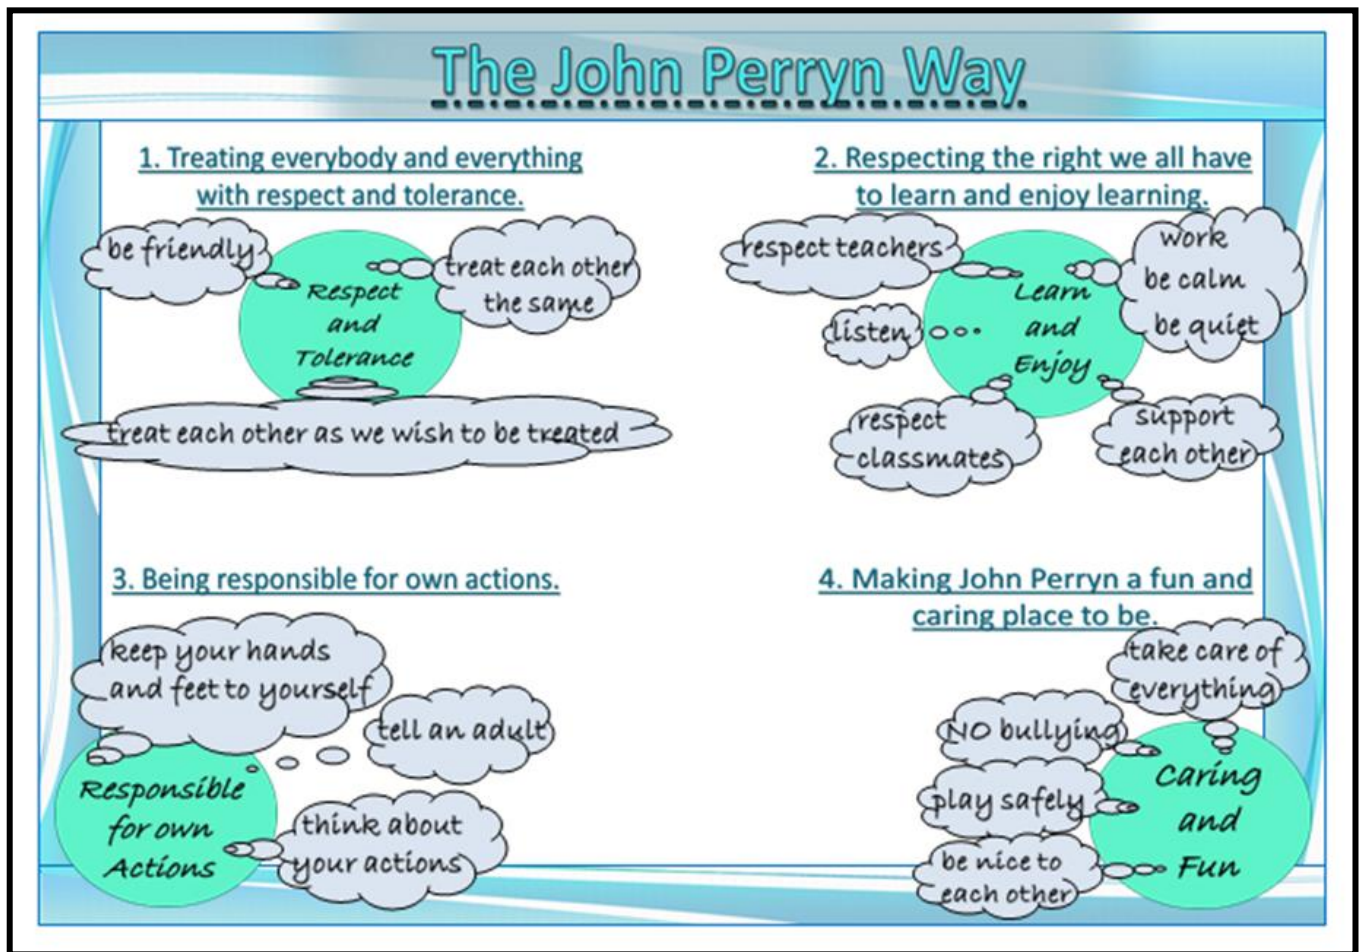 The John Perryn Way
1. Treating everybody and everything
with respect and tolerance.
be friendly
treat each other
the same
Respect
and
Tolerance
treat each other as we wish to be treated
2. Respecting the right we all have
to learn and enjoy learning.
respect teachers
work
be calm
be quiet
listen
Learn
and
Enjoy
respect
classmates
support
each other
3. Being responsible for own actions.
keep your hands
and feet to yourself
tell an adult
Responsible
for own
Actions
think about
your actions
4. Making John Perryn a fun and
caring place to be.
take care of
everything
NO bullying
play safely
be nice to
each other
Caring
and
Fun